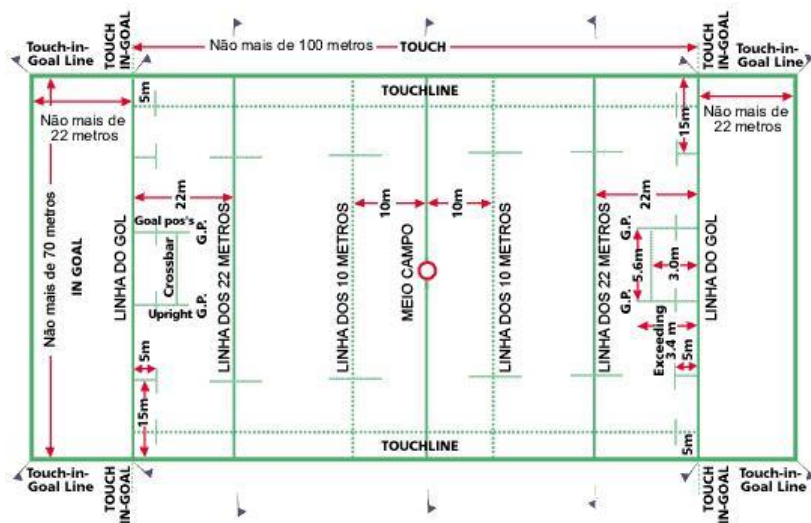 Touch-in-
Goal Line
TOUCH
IN-GOAL
Não mais de 100 metros
TOUCH
TOUCH
IN-GOAL
Touch-in-
Goal Line
TOUCHLINE
5m
15m
Não mais de
22 metros
Não mais de
22 metros
22m
10m
10m
22m
Não mais de 70 metros
IN GOAL
LINHA DO GOL
Goal pos's
G.P.
Crossbar
Upright
G.P.
LINHA DOS 22 METROS
LINHA DOS 10 METROS
MEIO CAMPO
LINHA DOS 10 METROS
LINHA DOS 22 METROS
G.P.
5.6m
3.0m
G.P.
LINHA DO GOL
Exceeding
3.4 m
5m
5m
15m
5m
TOUCHLINE
Touch-in-
Goal Line
TOUCH
IN-GOAL
TOUCH
IN-GOAL
Touch-in-
Goal Line